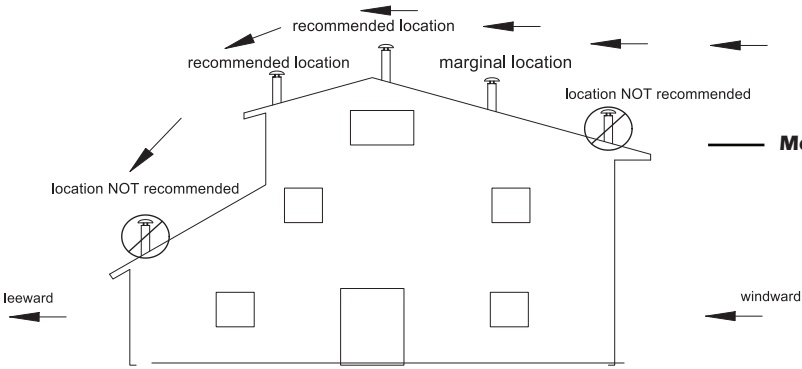 recommended location
recommended location
marginal location
location NOT recommended
location NOT recommended
leeward
windward